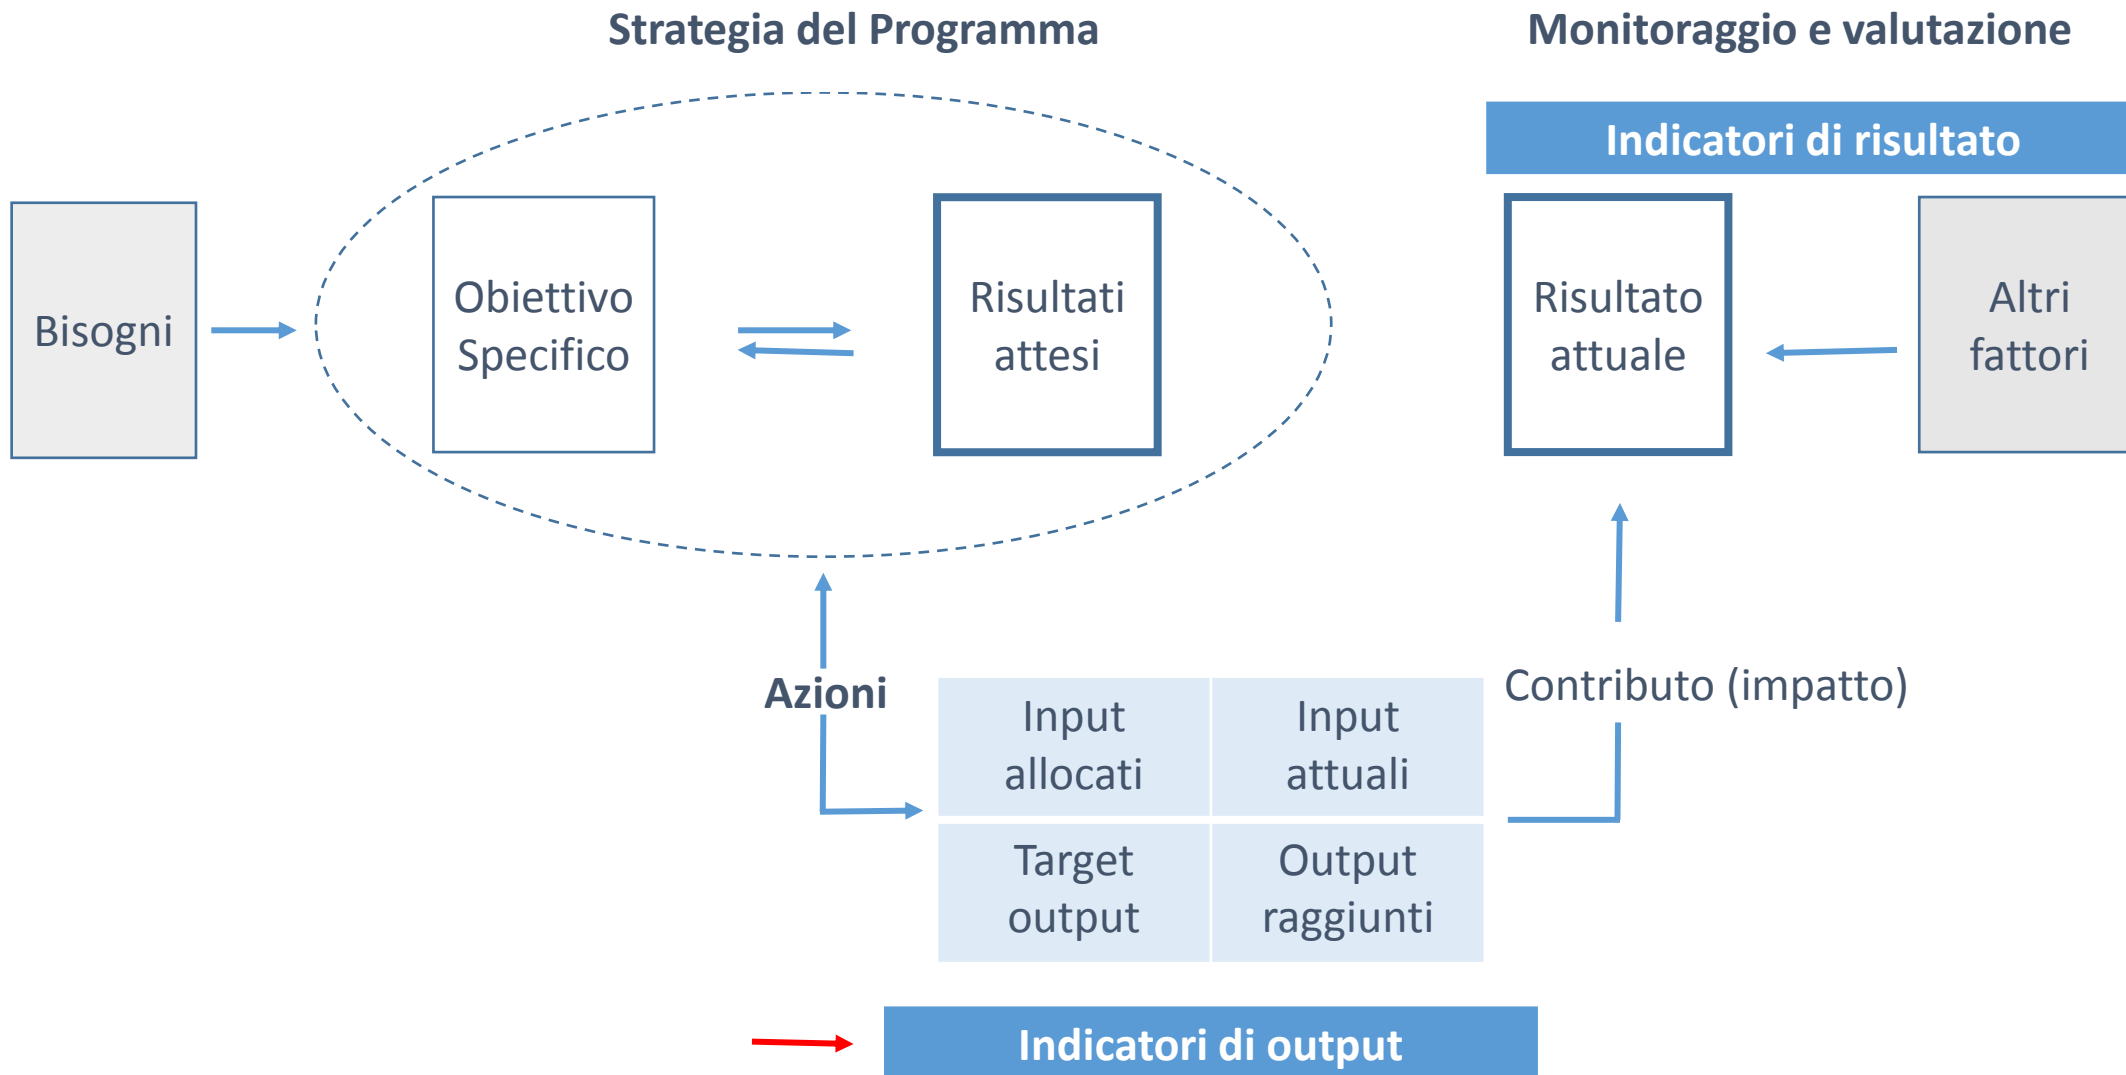 Strategia del Programma
Monitoraggio e valutazione
Indicatori di risultato
Bisogni
Obiettivo
Specifico
Risultati
attesi
Risultato
attuale
Altri
fattori
Azioni
Input
allocati
Input
attuali
Contributo (impatto)
Target
output
Output
raggiunti
Indicatori di output